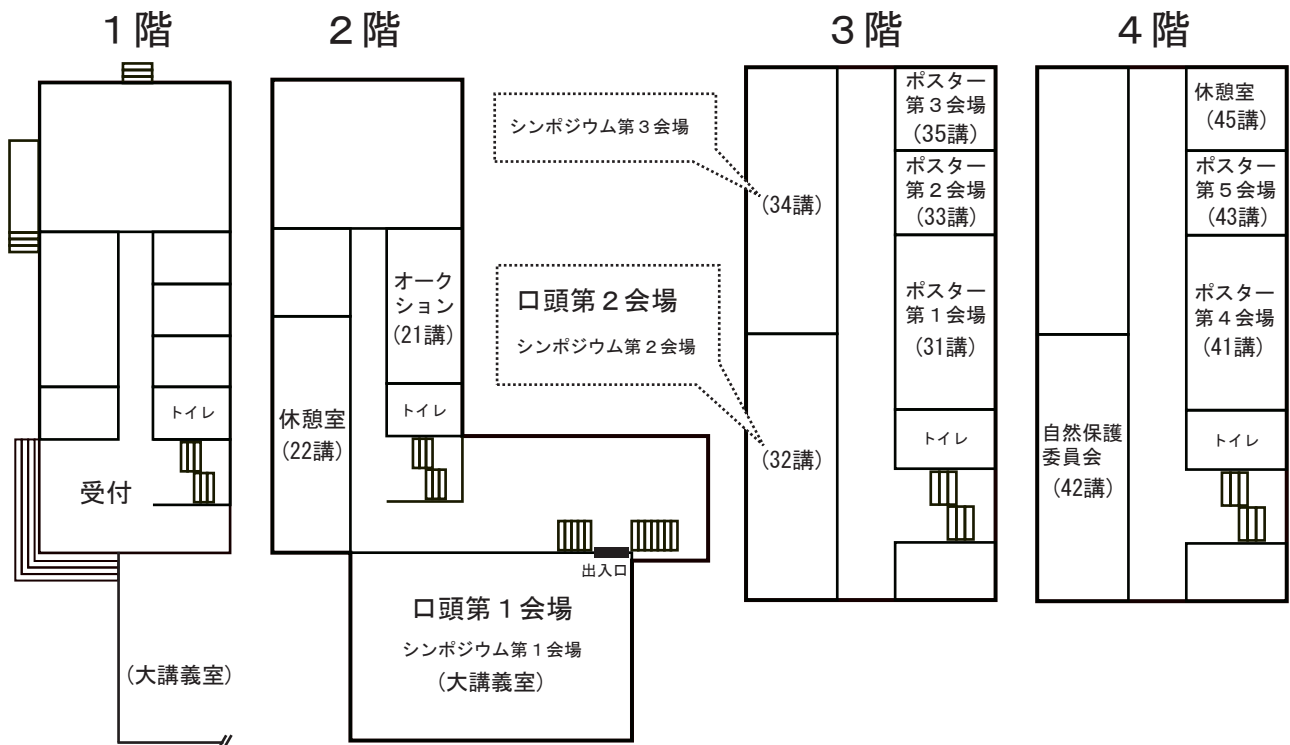 １階
トイレ
受付
(大講義室)
２階
オーク
ション
(21講)
休憩室
(22講)
トイレ
出入口
口頭第１会場
シンポジウム第１会場
(大講義室)
シンポジウム第３会場
口頭第２会場
シンポジウム第２会場
３階
ポスター
第３会場
(35講)
ポスター
第２会場
(33講)
(34講)
ポスター
第１会場
(31講)
トイレ
(32講)
４階
休憩室
(45講)
ポスター
第５会場
(43講)
ポスター
第４会場
(41講)
トイレ
自然保護
委員会
(42講)